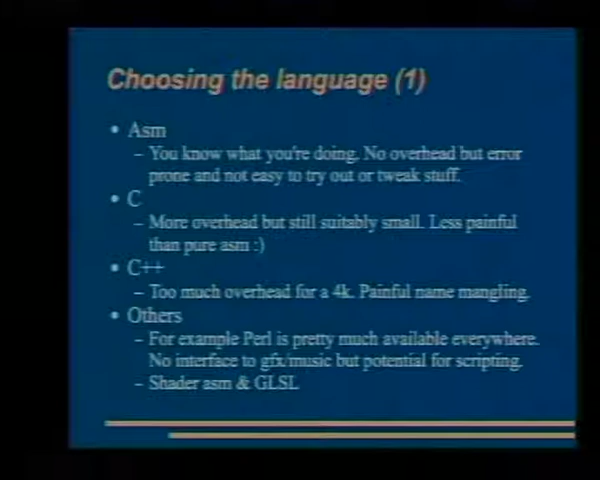 Choosing the language (1)
• Asm
– You know what you're doing. No overhead but error
prone and not easy to try out or tweak stuff.
• C
– More overhead but still suitably small. Less painful
than pure asm :)
• C++
– Too much overhead for a 4k. Painful name mangling.
• Others
– For example Perl is pretty much available everywhere.
No interface to gfx/music but potential for scripting.
– Shader asm & GLSL